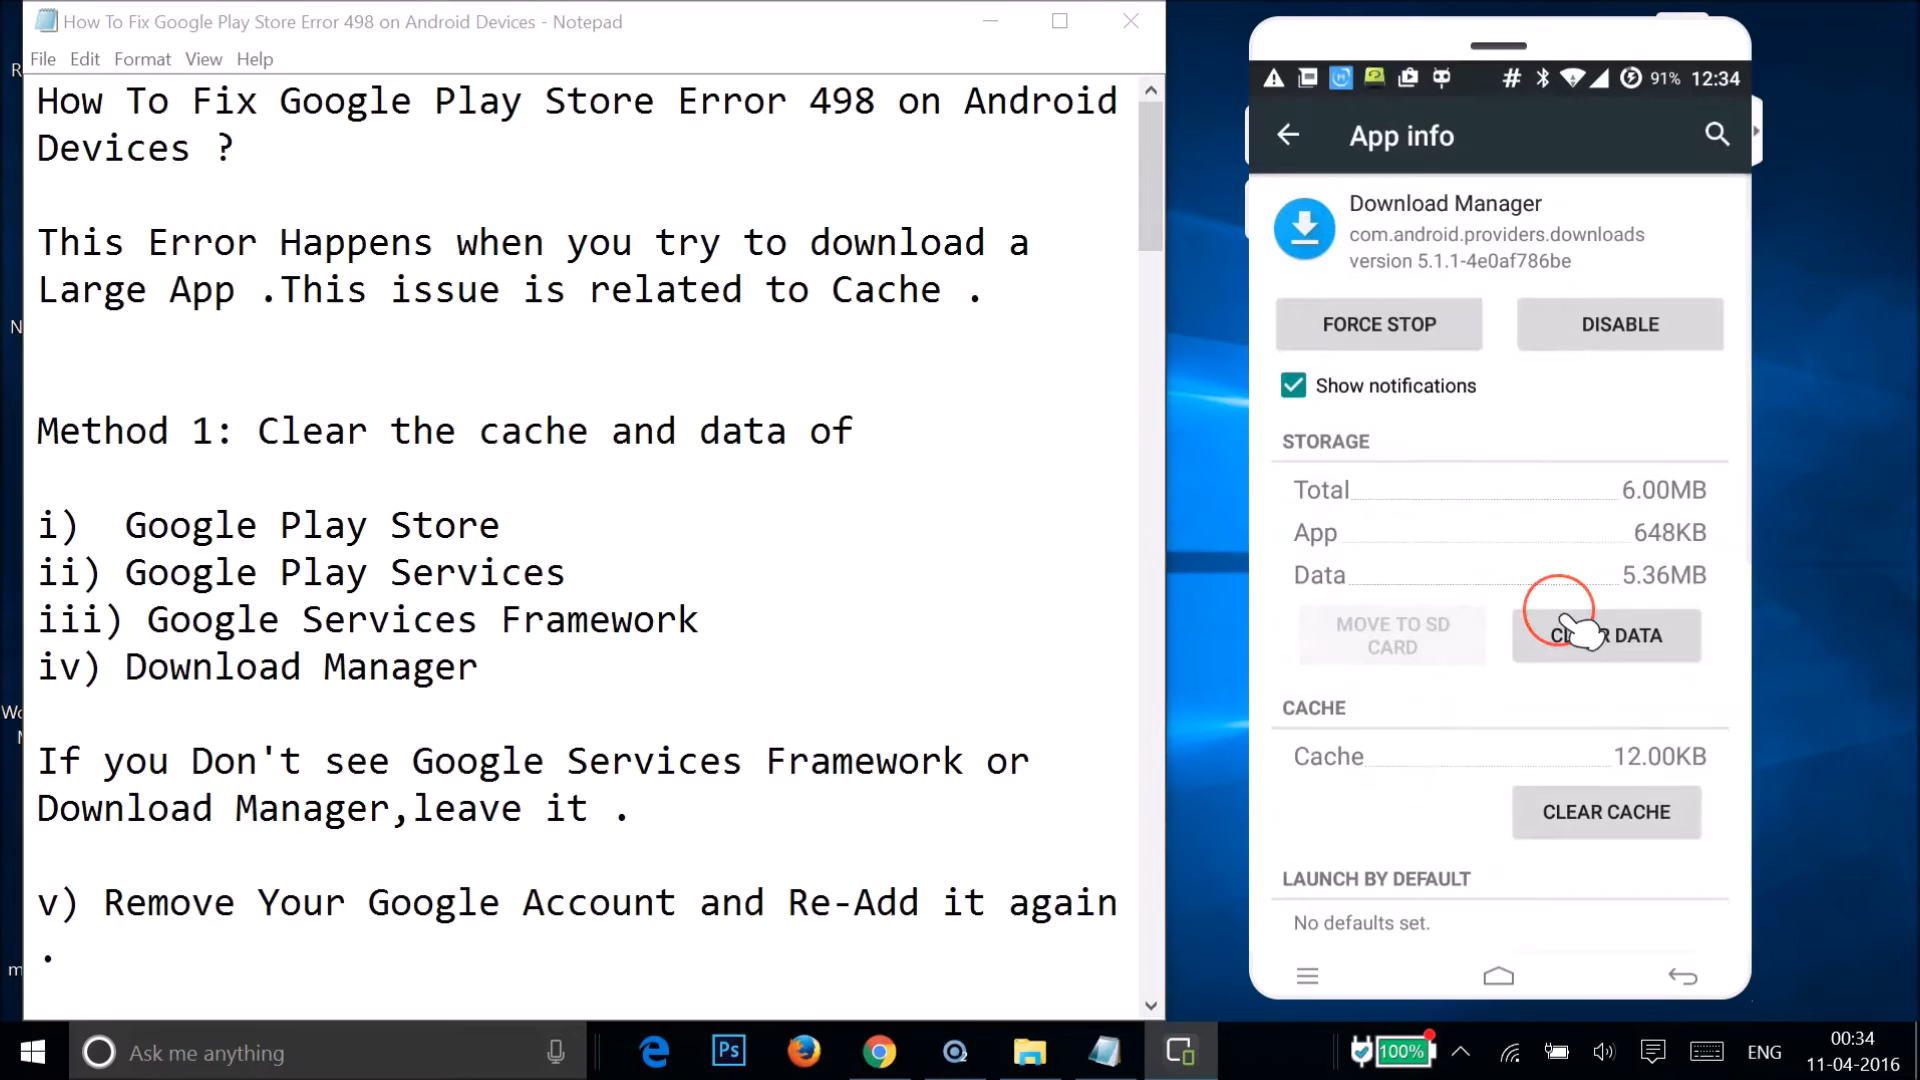 How To Fix Google Play Store Error 498 on Android Devices - Notepad
File Edit Format View Help
How To Fix Google Play Store Error 498 on Android
Devices ?
This Error Happens when you try to download a
Large App .This issue is related to Cache .
Method 1: Clear the cache and data of
i) Google Play Store
ii) Google Play Services
iii) Google Services Framework
iv) Download Manager
If you Don't see Google Services Framework or
Download Manager,leave it .
v) Remove Your Google Account and Re-Add it again
.
91% 12:34
App info
Download Manager
com.android.providers.downloads
version 5.1.1-4e0af786be
FORCE STOP DISABLE
Show notifications
STORAGE
Total 6.00MB
App 648KB
Data 5.36MB
MOVE TO SD
CARD
DATA
CACHE
Cache 12.00KB
CLEAR CACHE
LAUNCH BY DEFAULT
No defaults set.
Ask me anything
Ps
100%
ENG
00:34
11-04-2016